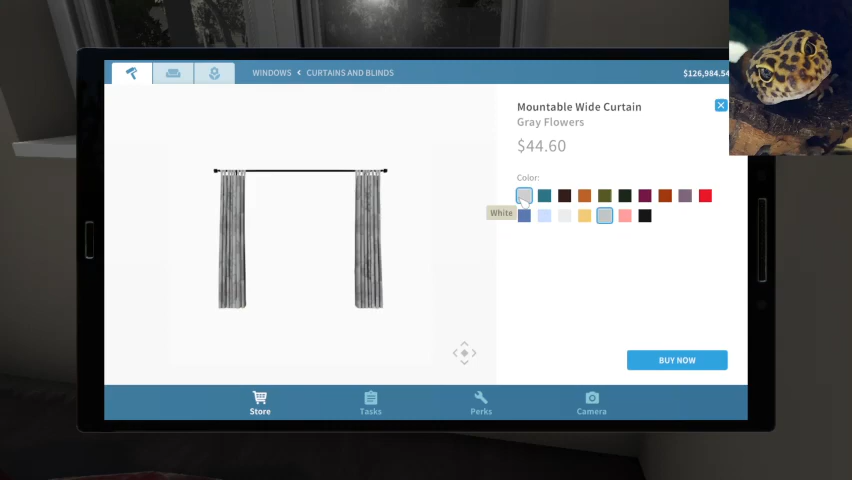 WINDOWS < CURTAINS AND BLINDS
$126,984.54
Mountable Wide Curtain
Gray Flowers
$44.60
Color:
White
BUY NOW
Store
Tasks
Perks
Camera